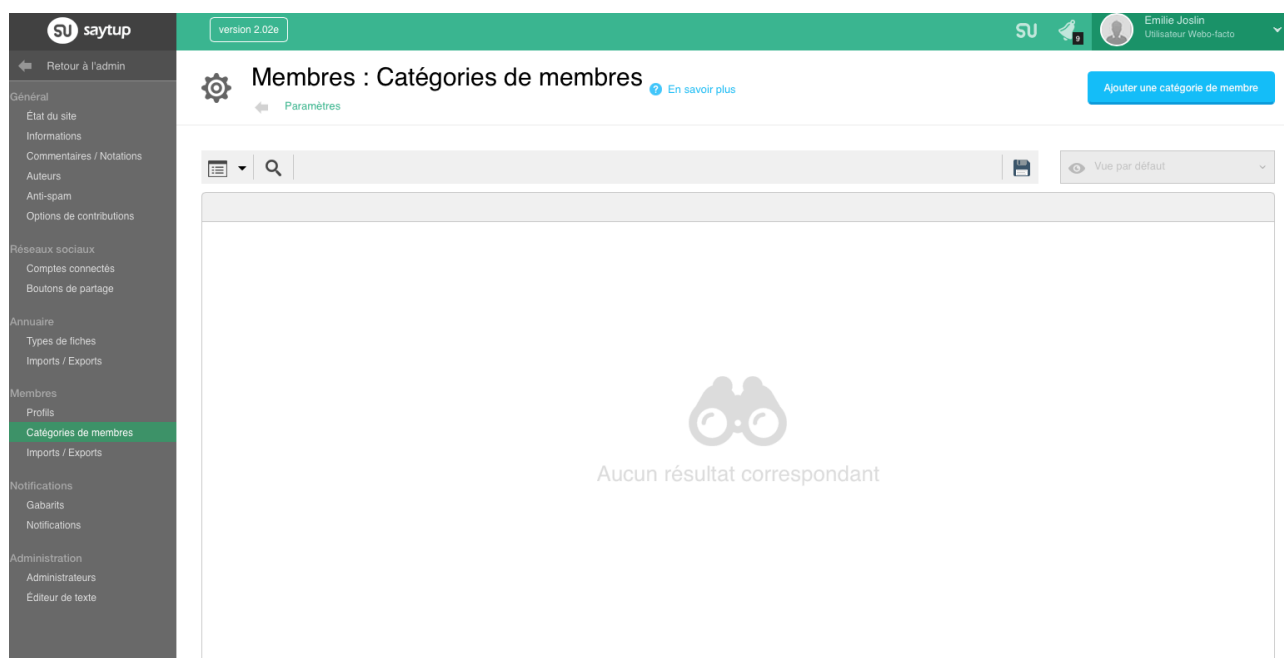 SU saytup
version 2.02e
SU
9
Emilie Joslin
Utilisateur Webo-facto
Retour à l'admin
Général
État du site
Informations
Commentaires / Notations
Auteurs
Anti-spam
Options de contributions
Réseaux sociaux
Comptes connectés
Boutons de partage
Annuaire
Types de fiches
Imports / Exports
Membres
Profils
Catégories de membres
Imports / Exports
Notifications
Gabarits
Notifications
Administration
Administrateurs
Éditeur de texte
Membres : Catégories de membres
? En savoir plus
Paramètres
Ajouter une catégorie de membre
Vue par défaut
Aucun résultat correspondant